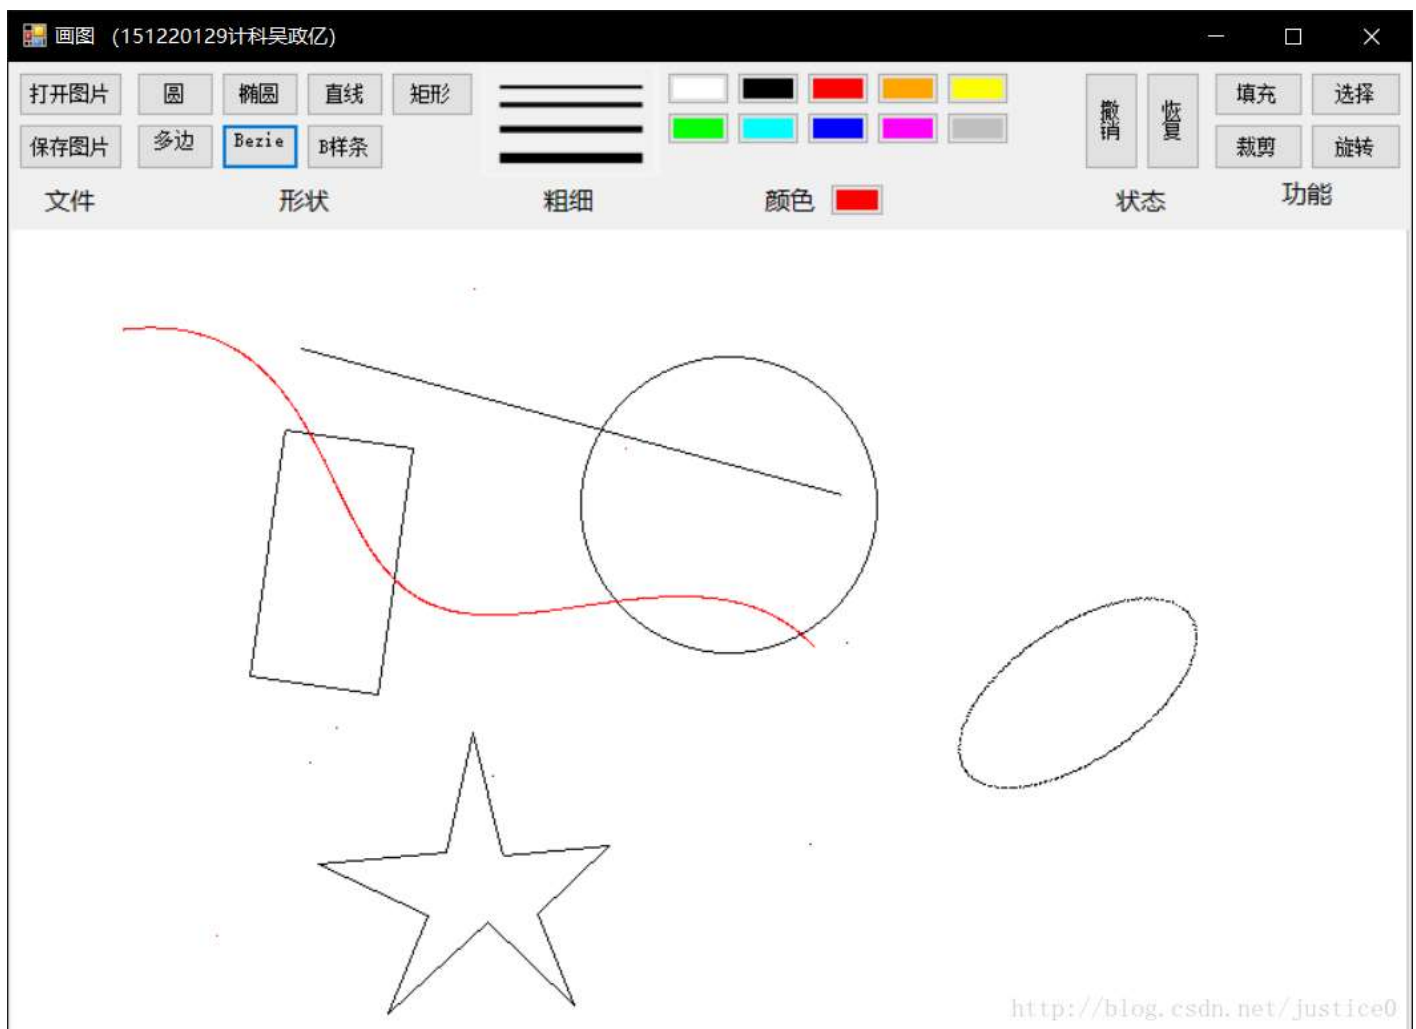 画图 (151220129计科吴政亿)
打开图片 圆 椭圆 直线 矩形 撤销 恢复 填充 选择
保存图片 多边 Bezie B样条 裁剪 旋转
文件 形状 粗细 颜色 状态 功能
http://blog.csdn.net/justice0